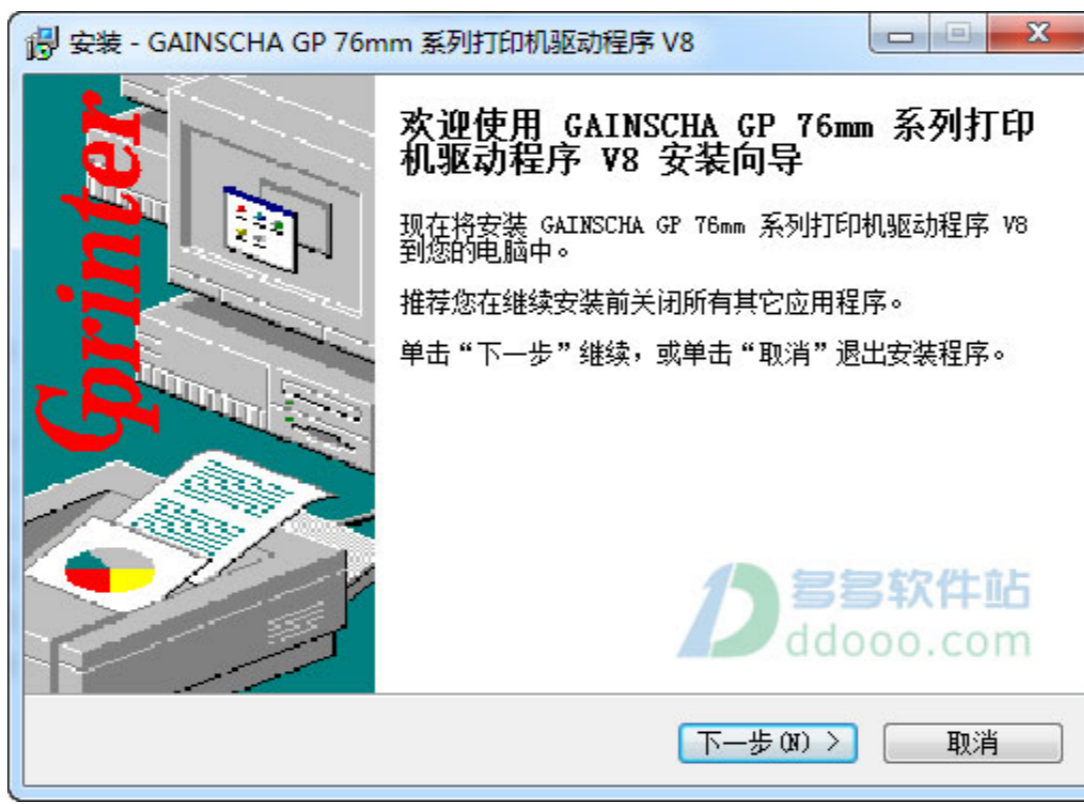 安装 - GAINSCHA GP 76mm 系列打印机驱动程序 V8
Gprinter
欢迎使用 GAINSCHA GP 76mm 系列打印
机驱动程序 V8 安装向导
现在将安装 GAINSCHA GP 76mm 系列打印机驱动程序 V8
到您的电脑中。
推荐您在继续安装前关闭所有其它应用程序。
单击“下一步”继续，或单击“取消”退出安装程序。
多多软件站
ddooo.com
下一步(N) >
取消